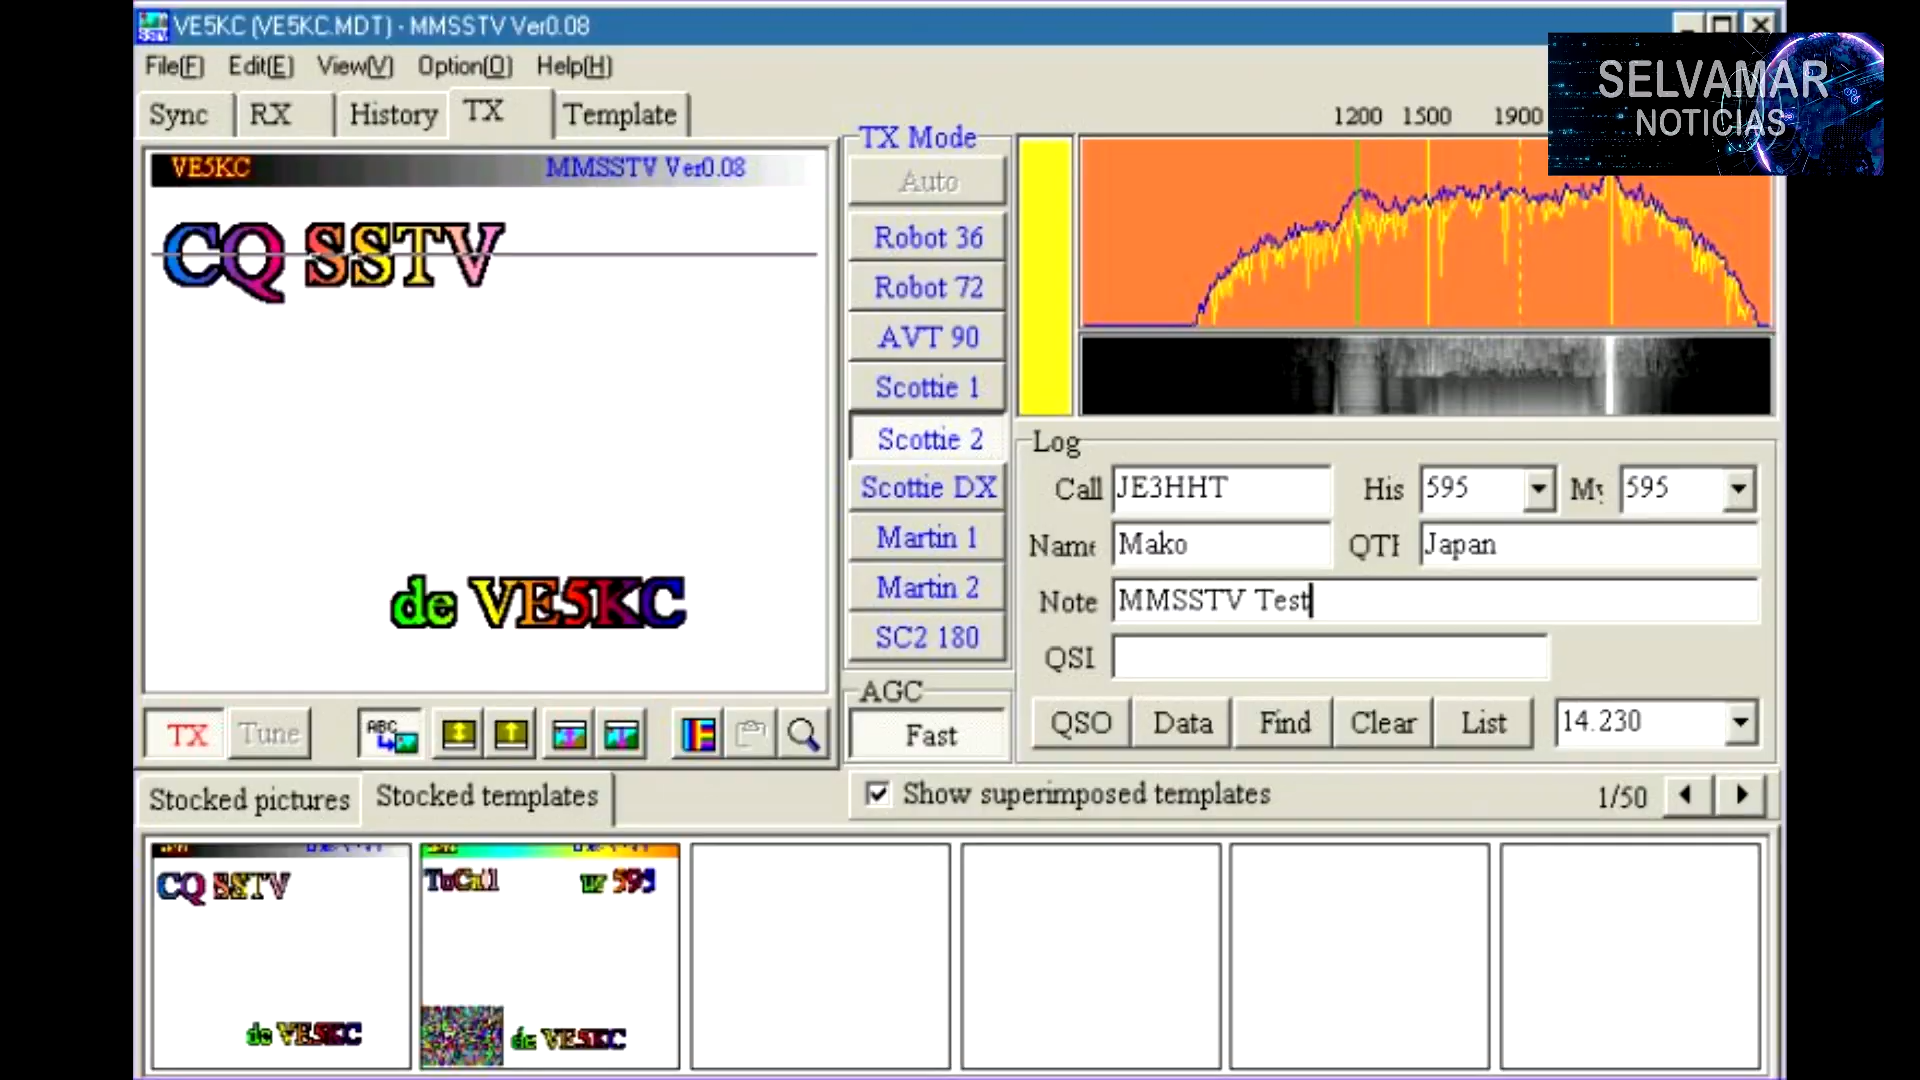 VE5KC (VE5KC.MDT) - MMSSTV Ver0.08
File(F) Edit(E) View(V) Option(O) Help(H)
SELVAMAR
NOTICIAS
Sync RX History TX Template
1200 1500 1900
VE5KC MMSSTV Ver0.08
CQ SSTV
de VE5KC
TX Mode
Auto
Robot 36
Robot 72
AVT 90
Scottie 1
Scottie 2
Scottie DX
Martin 1
Martin 2
SC2 180
AGC
Fast
Log
Call JE3HHT His 595 My 595
Name Mako QTH Japan
Note MMSSTV Test
QSL
QSO Data Find Clear List 14.230
TX Tune ABC
Stocked pictures Stocked templates
Show superimposed templates 1/50
CQ SSTV
de VE5KC
ToCall ur 595
de VE5KC